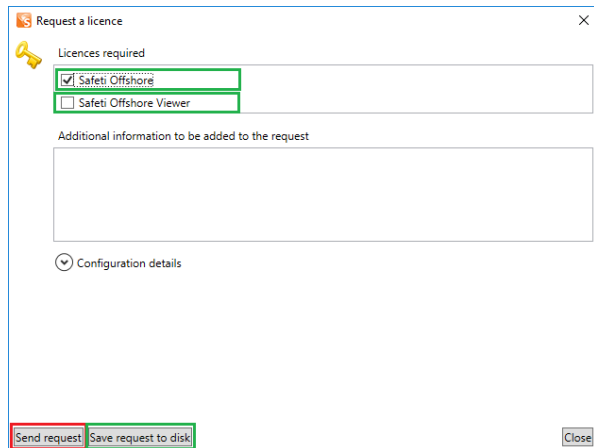 Request a licence
Licences required
Safeti Offshore
Safeti Offshore Viewer
Additional information to be added to the request
Configuration details
Send request Save request to disk Close